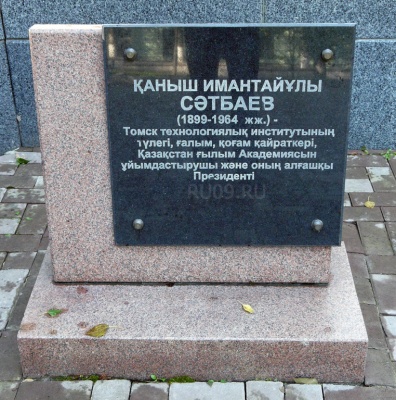 ҚАНЫШ ИМАНТАЙҰЛЫ
СӘТБАЕВ
(1899-1964 жж.) -
Томск технологиялық институтының
түлегі, ғалым, қоғам қайраткері,
Қазақстан ғылым Академиясын
ұйымдастырушы және оның алғашқы
Президенті
RU09.RU